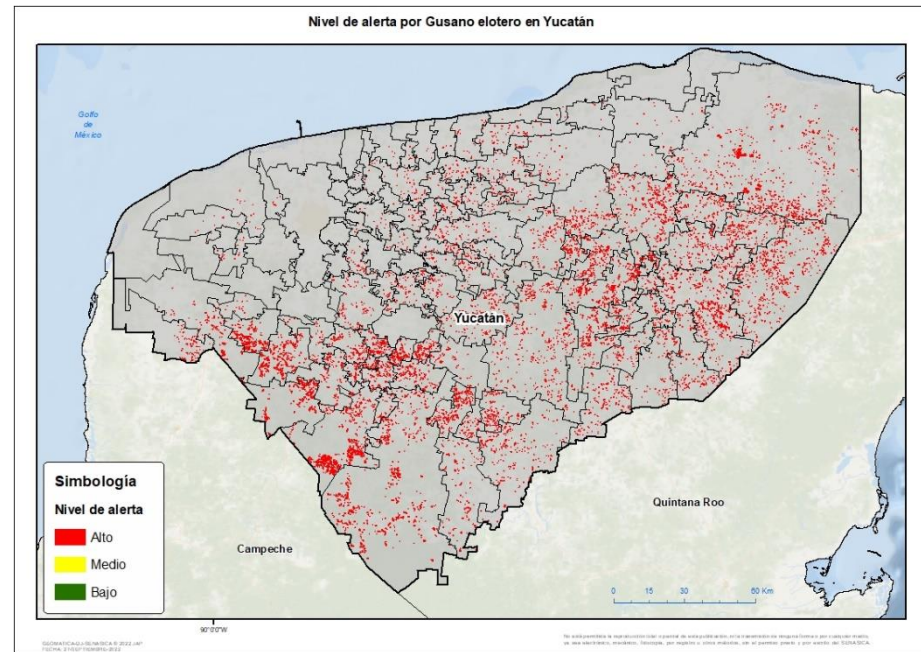 Nivel de alerta por Gusano elotero en Yucatán
Golfo
de
México
Yucatán
Simbología
Nivel de alerta
Alto
Medio
Bajo
Campeche
Quintana Roo
0 15 30 60 Km
90°0'0"W